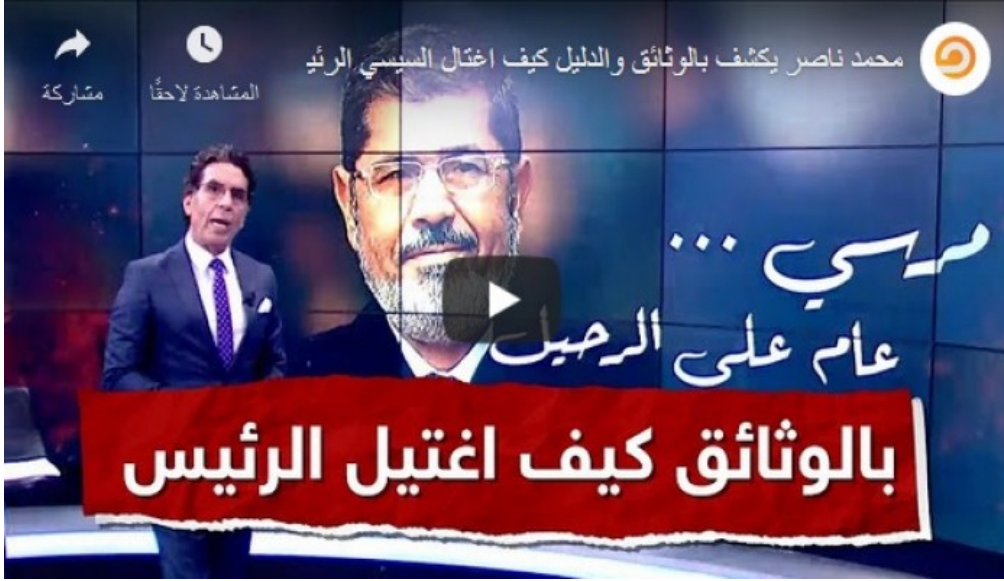 محمد ناصر يكشف بالوثائق والدليل كيف اغتال السيسي الرئي
المشاهدة لاحقًا
مشاركة
مرسي ...
عام على الرحيل
بالوثائق كيف اغتيل الرئيس